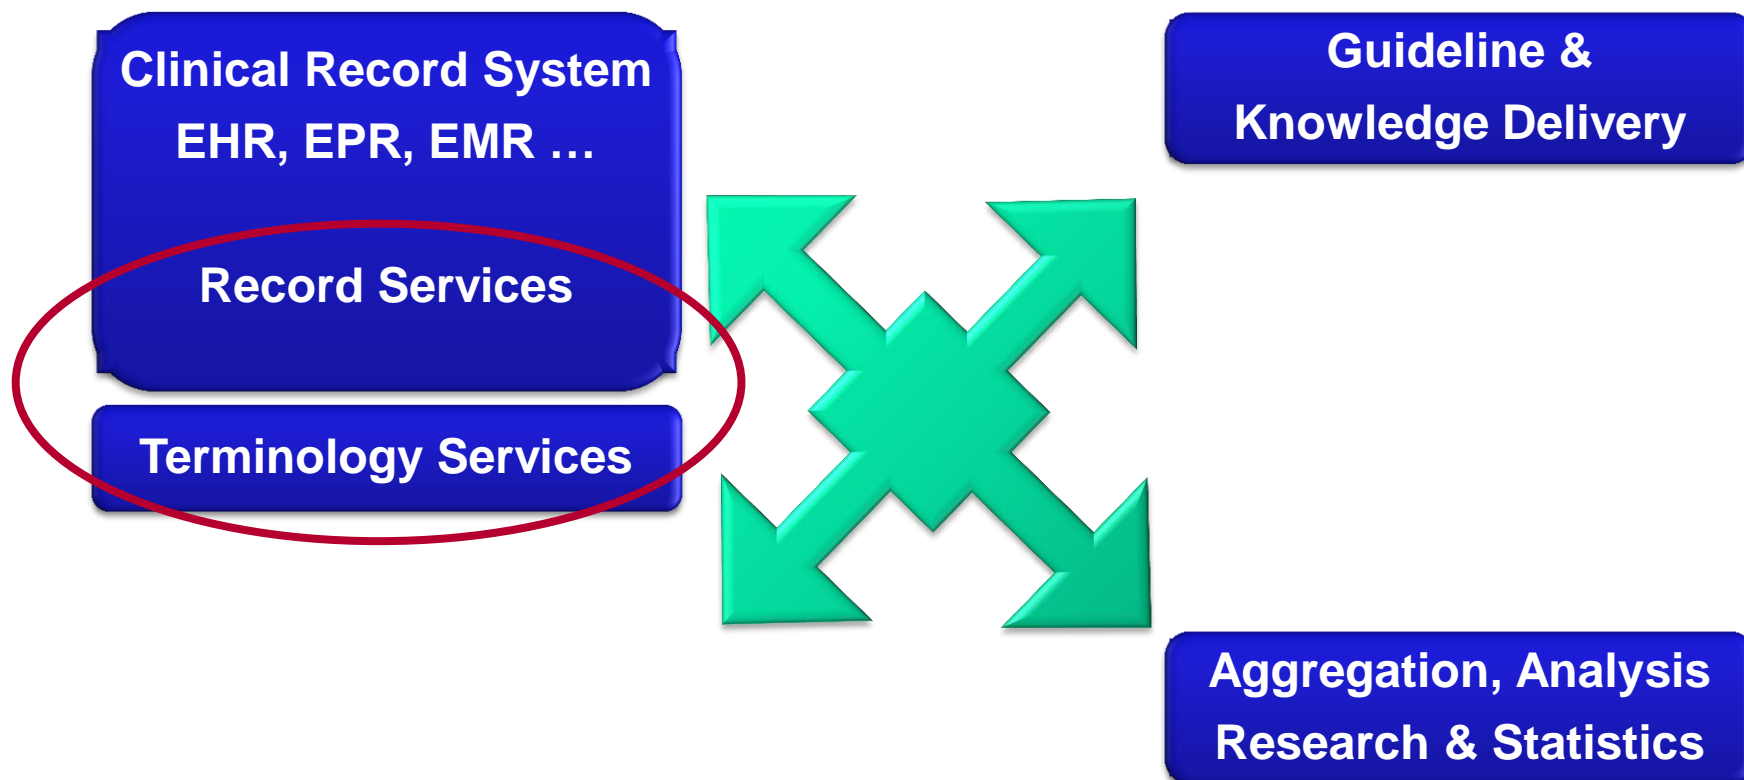 Clinical Record System
EHR, EPR, EMR …
Record Services
Terminology Services
Guideline &
Knowledge Delivery
Aggregation, Analysis
Research & Statistics